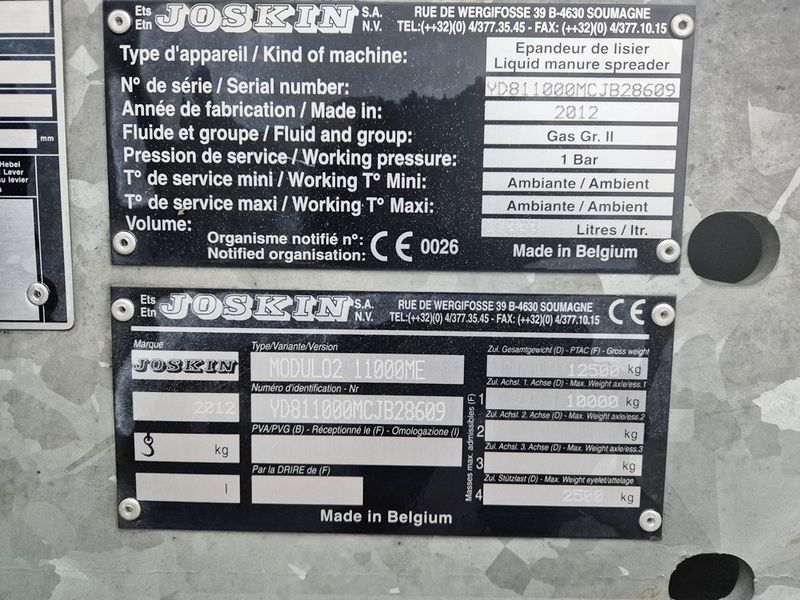 mm
Hebel
Lever
au levier
Ets Etn JOSKIN S.A. N.V.
RUE DE WERGIFOSSE 39 B-4630 SOUMAGNE
TEL:(++32)(0) 4/377.35.45 - FAX: (++32)(0) 4/377.10.15
Type d'appareil / Kind of machine: Epandeur de lisier
Liquid manure spreader
N° de série / Serial number: YD811000MCJB28609
Année de fabrication / Made in: 2012
Fluide et groupe / Fluid and group: Gas Gr. II
Pression de service / Working pressure: 1 Bar
T° de service mini / Working T° Mini: Ambiante / Ambient
T° de service maxi / Working T° Maxi: Ambiante / Ambient
Volume: Litres / ltr.
Organisme notifié n°:
Notified organisation: CE 0026
Made in Belgium
Ets Etn JOSKIN S.A. N.V.
RUE DE WERGIFOSSE 39 B-4630 SOUMAGNE
TEL:(++32)(0) 4/377.35.45 - FAX: (++32)(0) 4/377.10.15
CE
Marque
JOSKIN
2012
kg
l
Type/Variante/Version
MODULO2 11000ME
Numéro d'identification - Nr
YD811000MCJB28609
PVA/PVG (B) - Réceptionné le (F) - Omologazione (I)
Par la DRIRE de (F)
Masses max. admissibles (F)
Zul. Gesamtgewicht (D) - PTAC (F) - Gross weight
12500 kg
Zul. Achsl. 1. Achse (D) - Max. Weight axle/ess.1
1 10000 kg
Zul. Achsl. 2. Achse (D) - Max. Weight axle/ess.2
2 kg
Zul. Achsl. 3. Achse (D) - Max. Weight axle/ess.3
3 kg
Zul. Stützlast (D) - Max. Weight eyelet/attelage
4 2500 kg
Made in Belgium